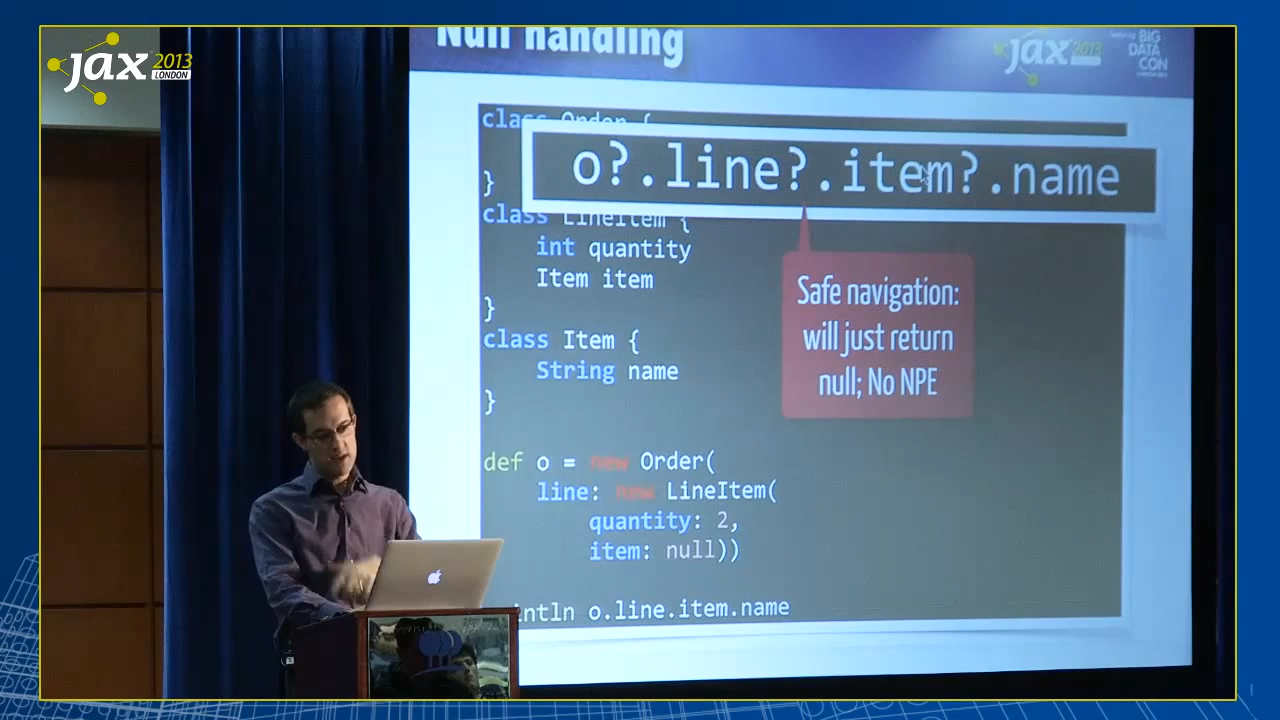 jax 2013
LONDON
Null handling
jax 2013
BIG
DATA
CON
class Order {
o?.line?.item?.name
}
class LineItem {
int quantity
Item item
}
class Item {
String name
}
Safe navigation:
will just return
null; No NPE
def o = new Order(
line: new LineItem(
quantity: 2,
item: null))
intln o.line.item.name